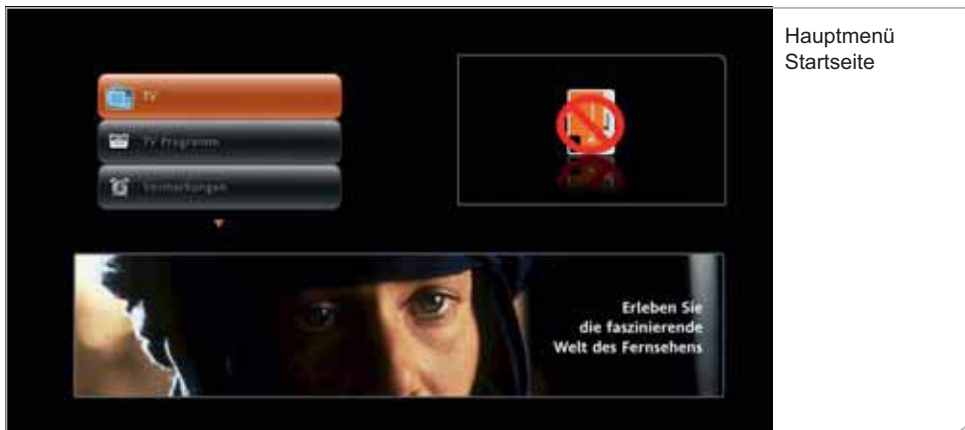 Hauptmenü
Startseite
TV
TV Programm
Vormerkungen
Erleben Sie
die faszinierende
Welt des Fernsehens